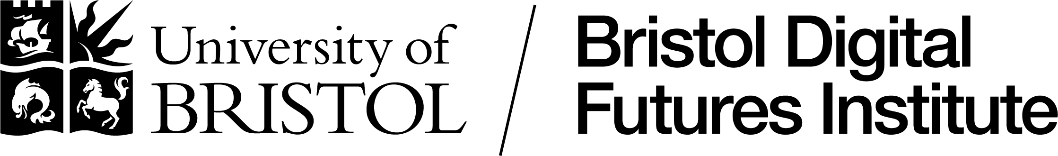 University of
BRISTOL
Bristol Digital
Futures Institute